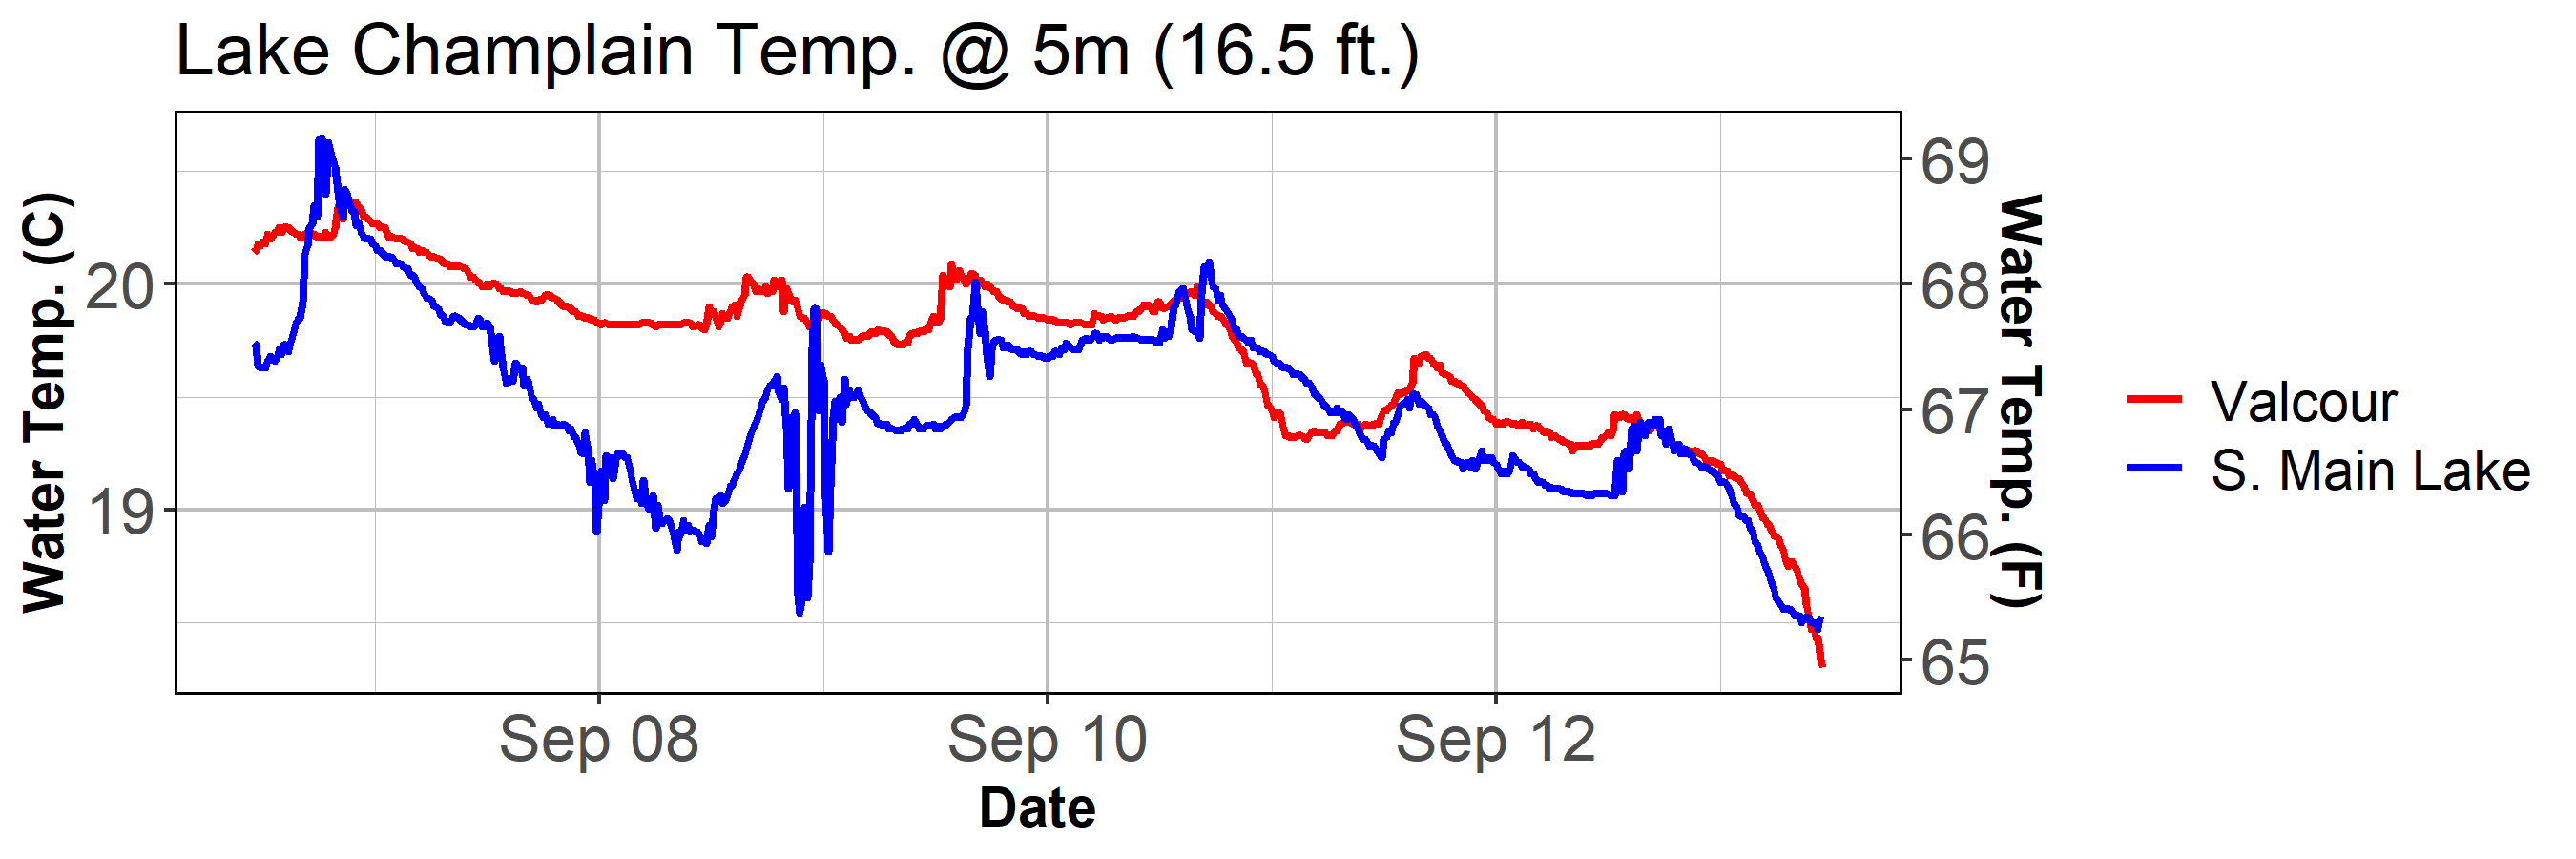 Lake Champlain Temp. @ 5m (16.5 ft.)
Water Temp. (C)
20
19
69
68
67
66
65
Water Temp. (F)
Sep 08
Sep 10
Sep 12
Date
Valcour
S. Main Lake